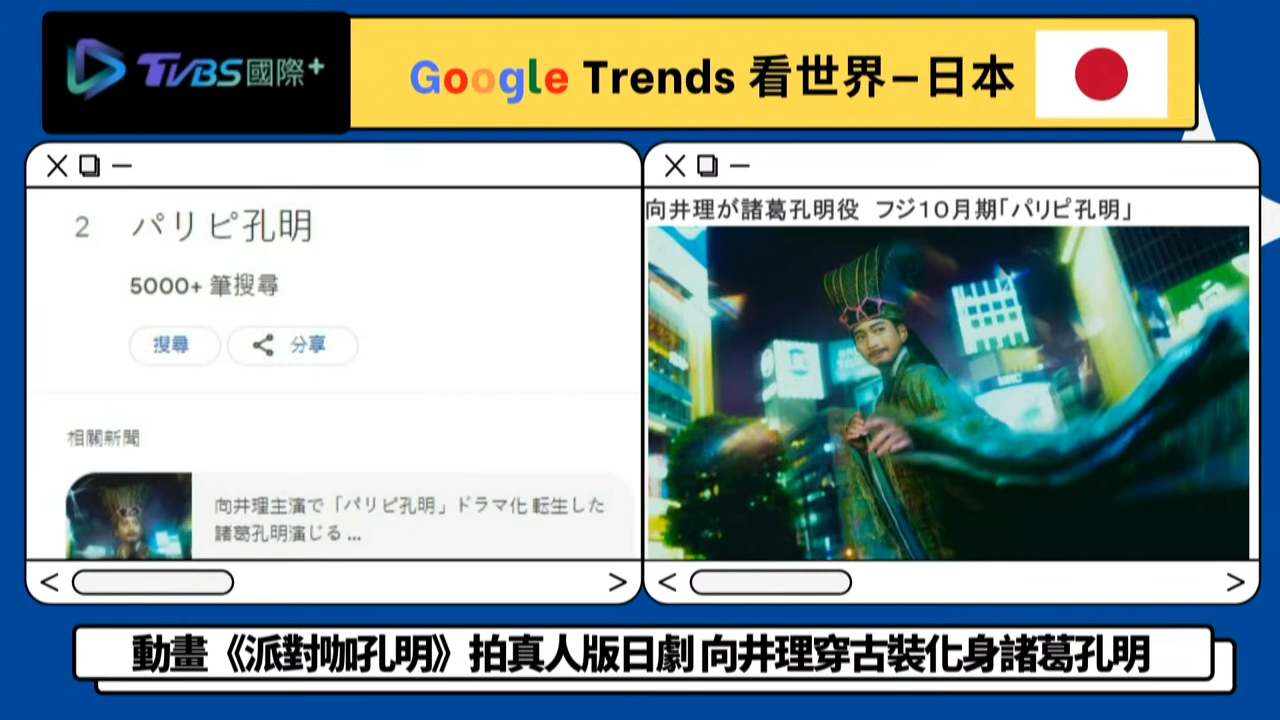 TVBS國際+
Google Trends 看世界-日本
2 パリピ孔明
5000+ 筆搜尋
搜尋 分享
相關新聞
向井理主演で「パリピ孔明」ドラマ化 転生した
諸葛孔明演じる ...
向井理が諸葛孔明役 フジ10月期「パリピ孔明」
動畫《派對咖孔明》拍真人版日劇 向井理穿古裝化身諸葛孔明